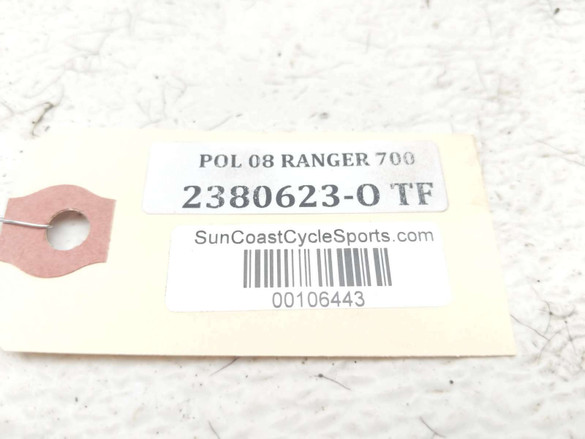 POL 08 RANGER 700
2380623-O TF
SunCoastCycleSports.com
00106443